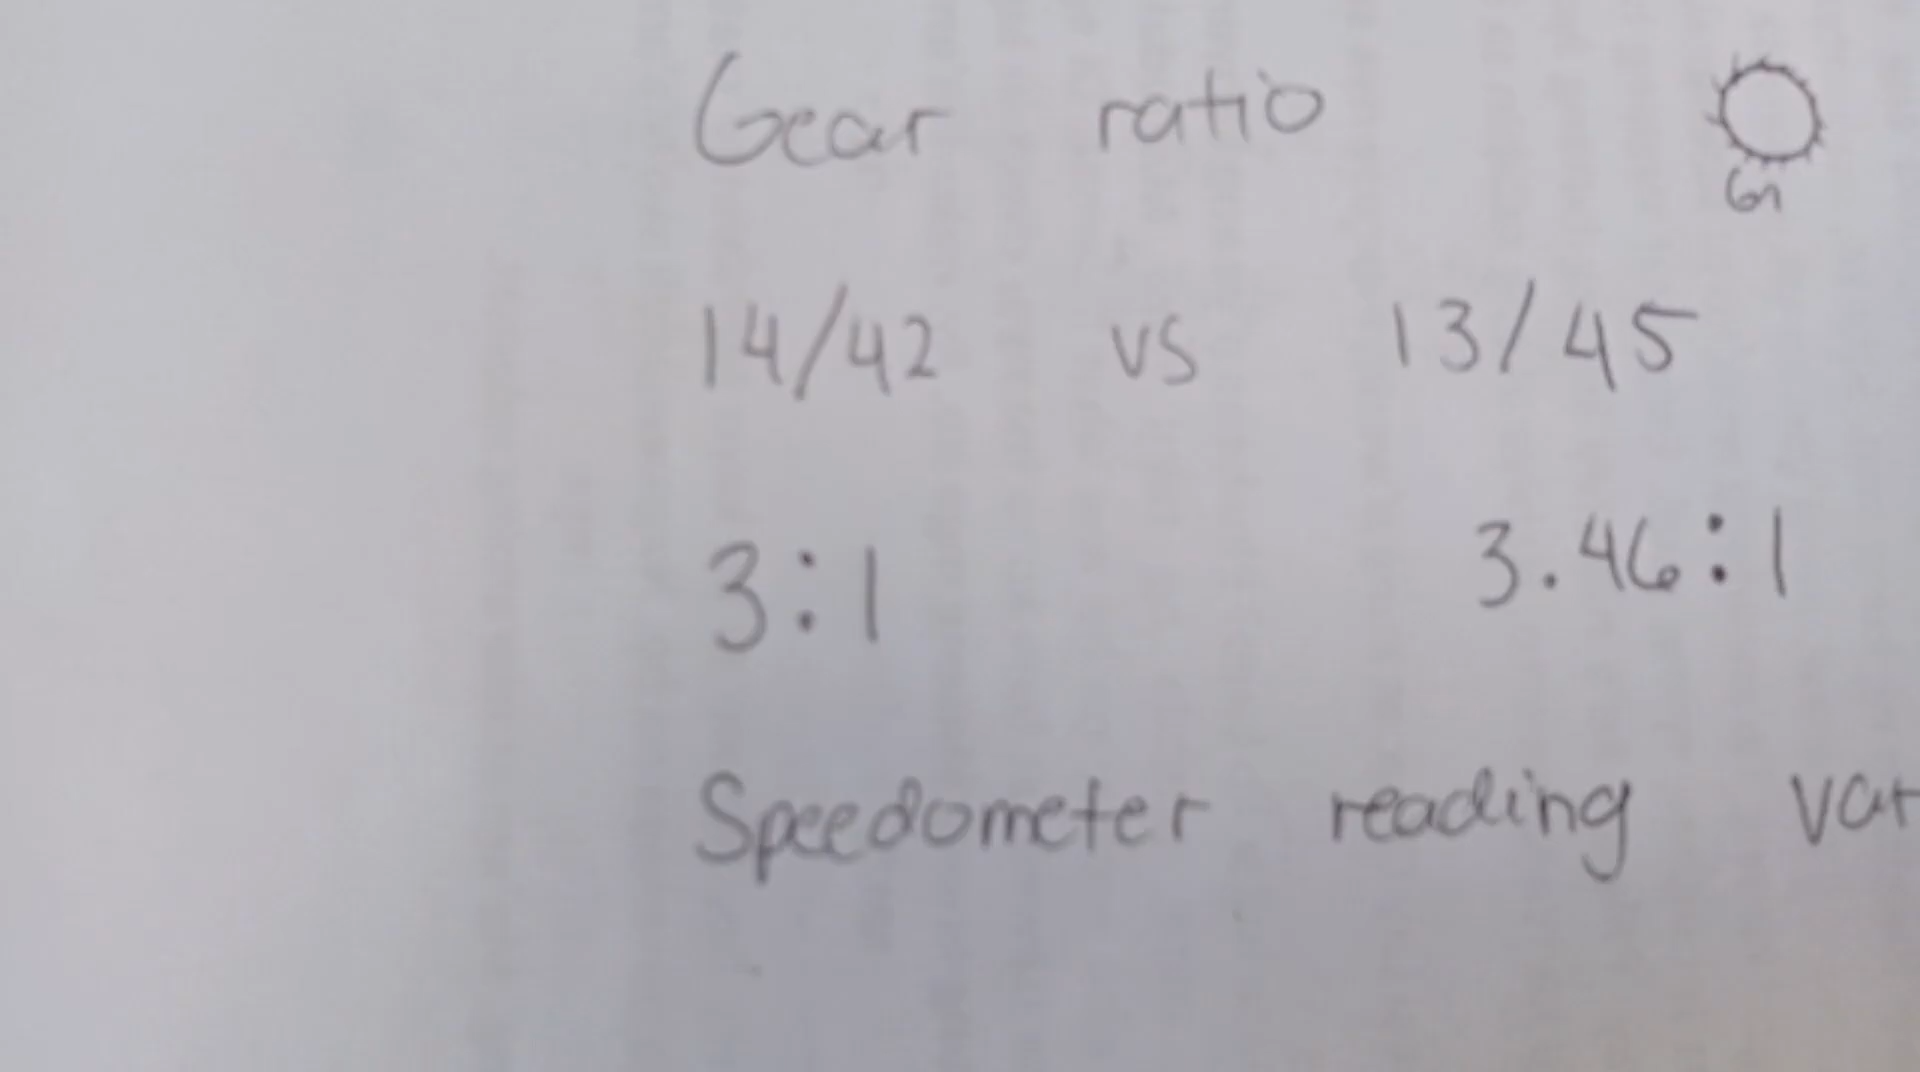 Gear ratio
14/42 vs 13/45
3:1 3.46:1
Speedometer reading